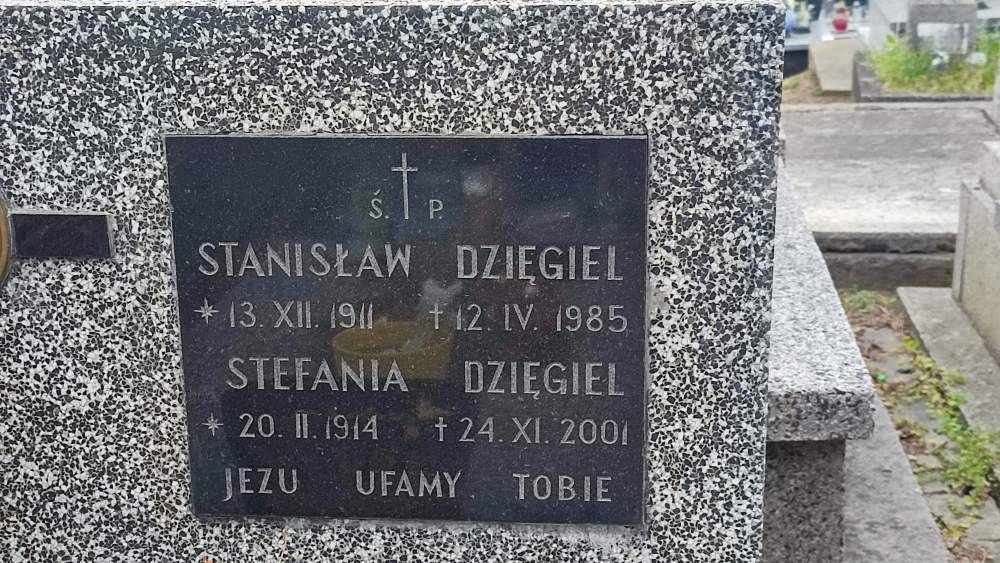 Ś. P.
STANISŁAW DZIĘGIEL
* 13. XII. 1911 † 12. IV. 1985
STEFANIA DZIĘGIEL
* 20. II. 1914 † 24. XI. 2001
JEZU UFAMY TOBIE